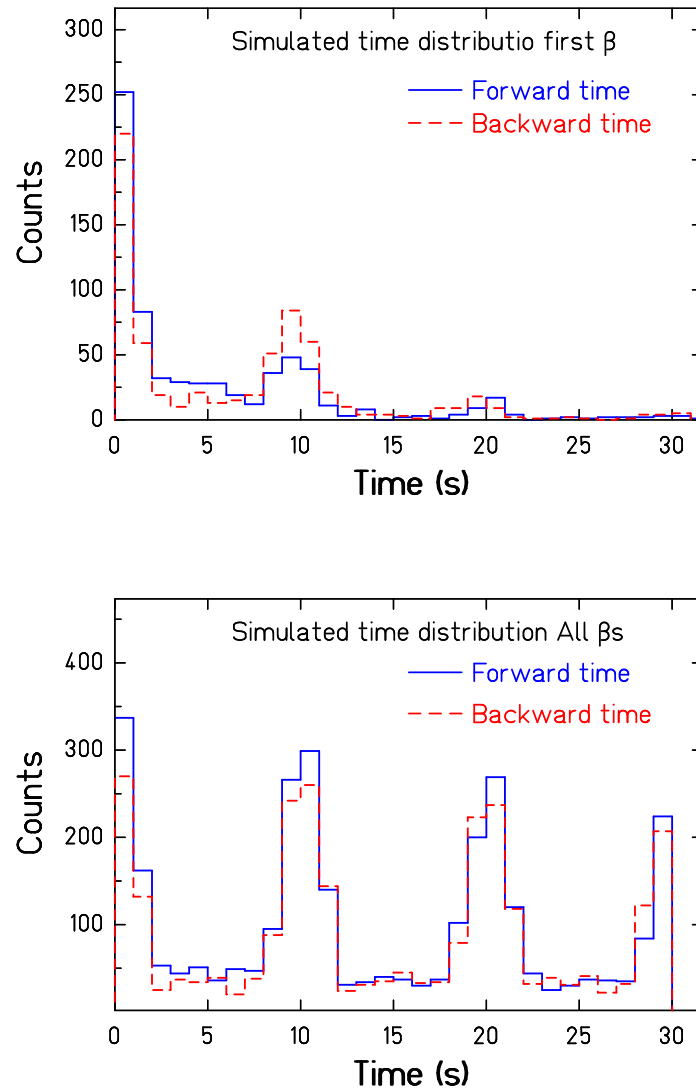 300
250
200
150
100
50
0
Counts
Simulated time distributio first β
Forward time
Backward time
0 5 10 15 20 25 30
Time (s)
400
300
200
100
Counts
Simulated time distribution All βs
Forward time
Backward time
0 5 10 15 20 25 30
Time (s)